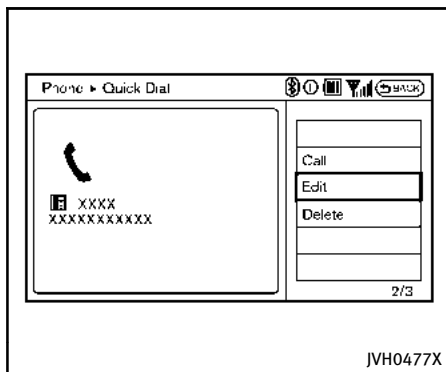 Phone ▸ Quick Dial
BACK
Call
Edit
Delete
XXXX
XXXXXXXXXXX
2/3
JVH0477X